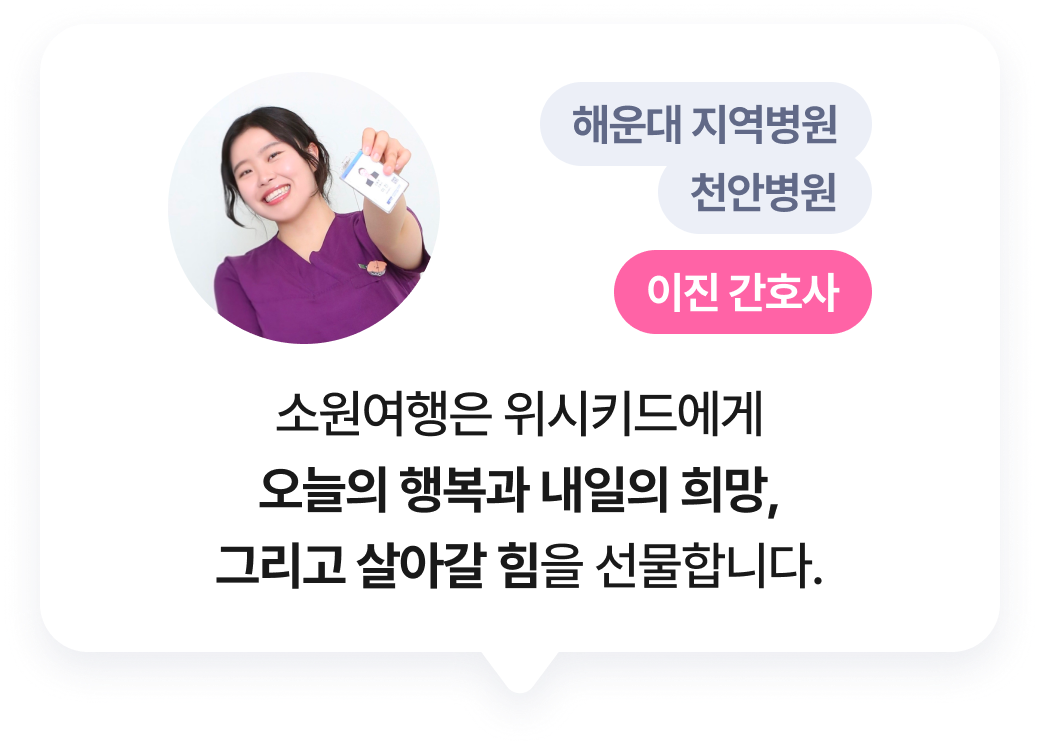 해운대 지역병원
천안병원
이진 간호사
소원여행은 위시키드에게
오늘의 행복과 내일의 희망,
그리고 살아갈 힘을 선물합니다.